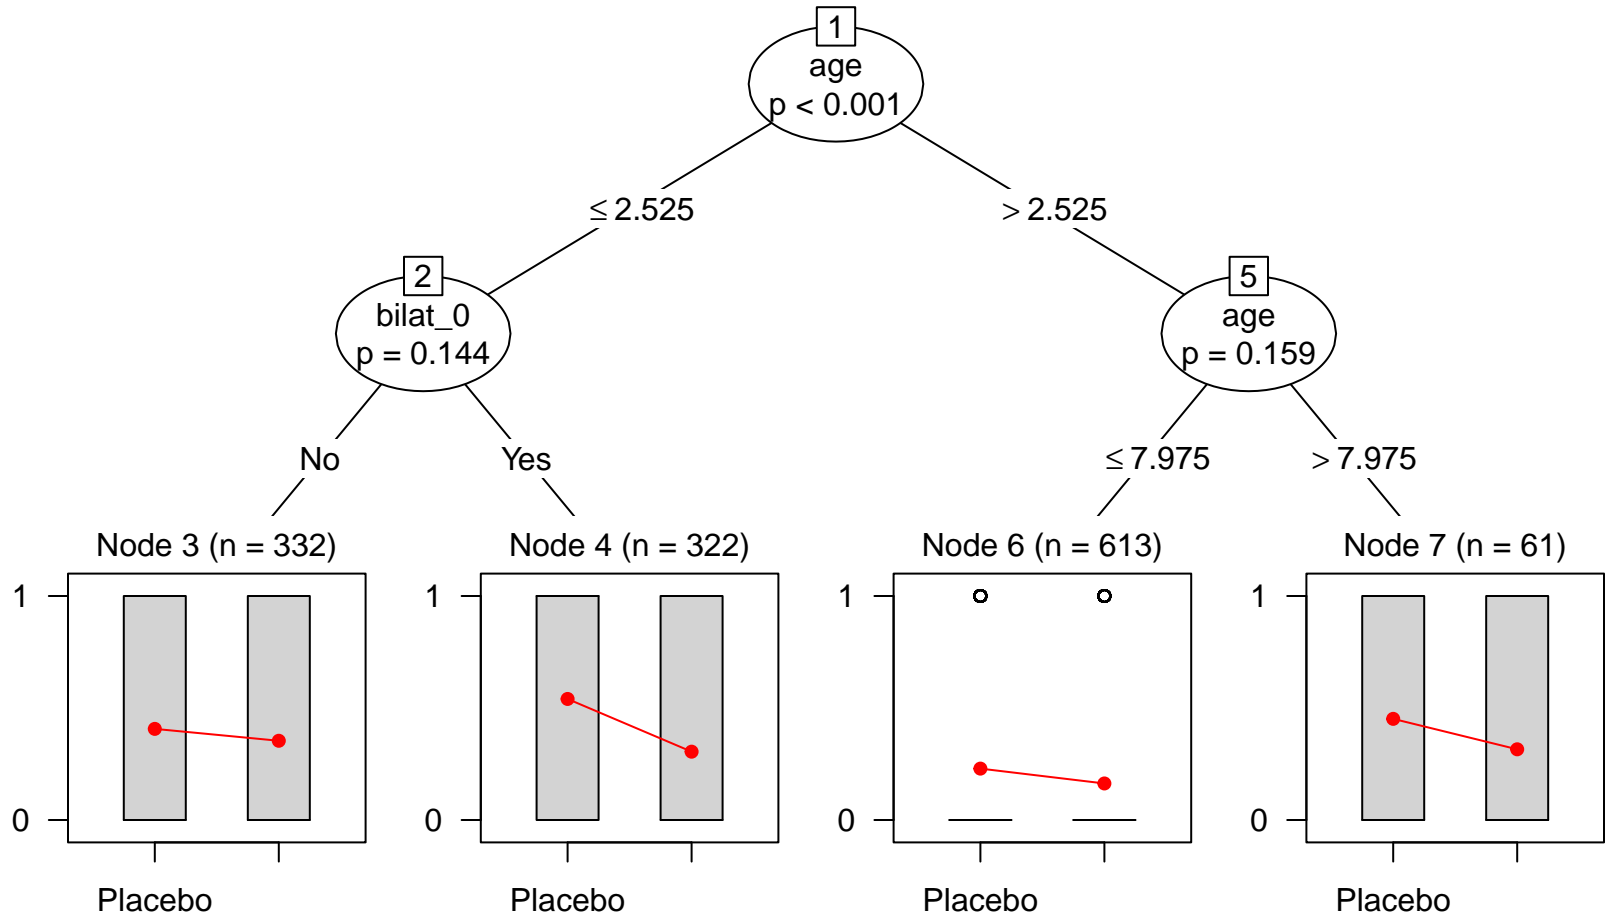 1
age
p < 0.001
≤ 2.525
> 2.525
2
bilat_0
p = 0.144
5
age
p = 0.159
No
Yes
≤ 7.975
> 7.975
Node 3 (n = 332)
Node 4 (n = 322)
Node 6 (n = 613)
Node 7 (n = 61)
1
0
Placebo
1
0
Placebo
1
0
Placebo
1
0
Placebo